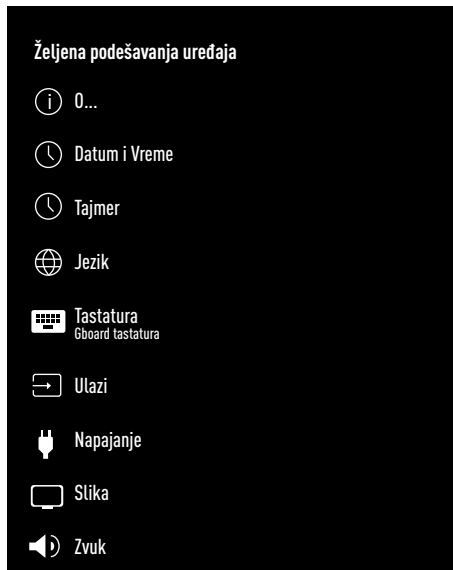 Željena podešavanja uređaja
O...
Datum i Vreme
Tajmer
Jezik
Tastatura
Gboard tastatura
Ulazi
Napajanje
Slika
Zvuk